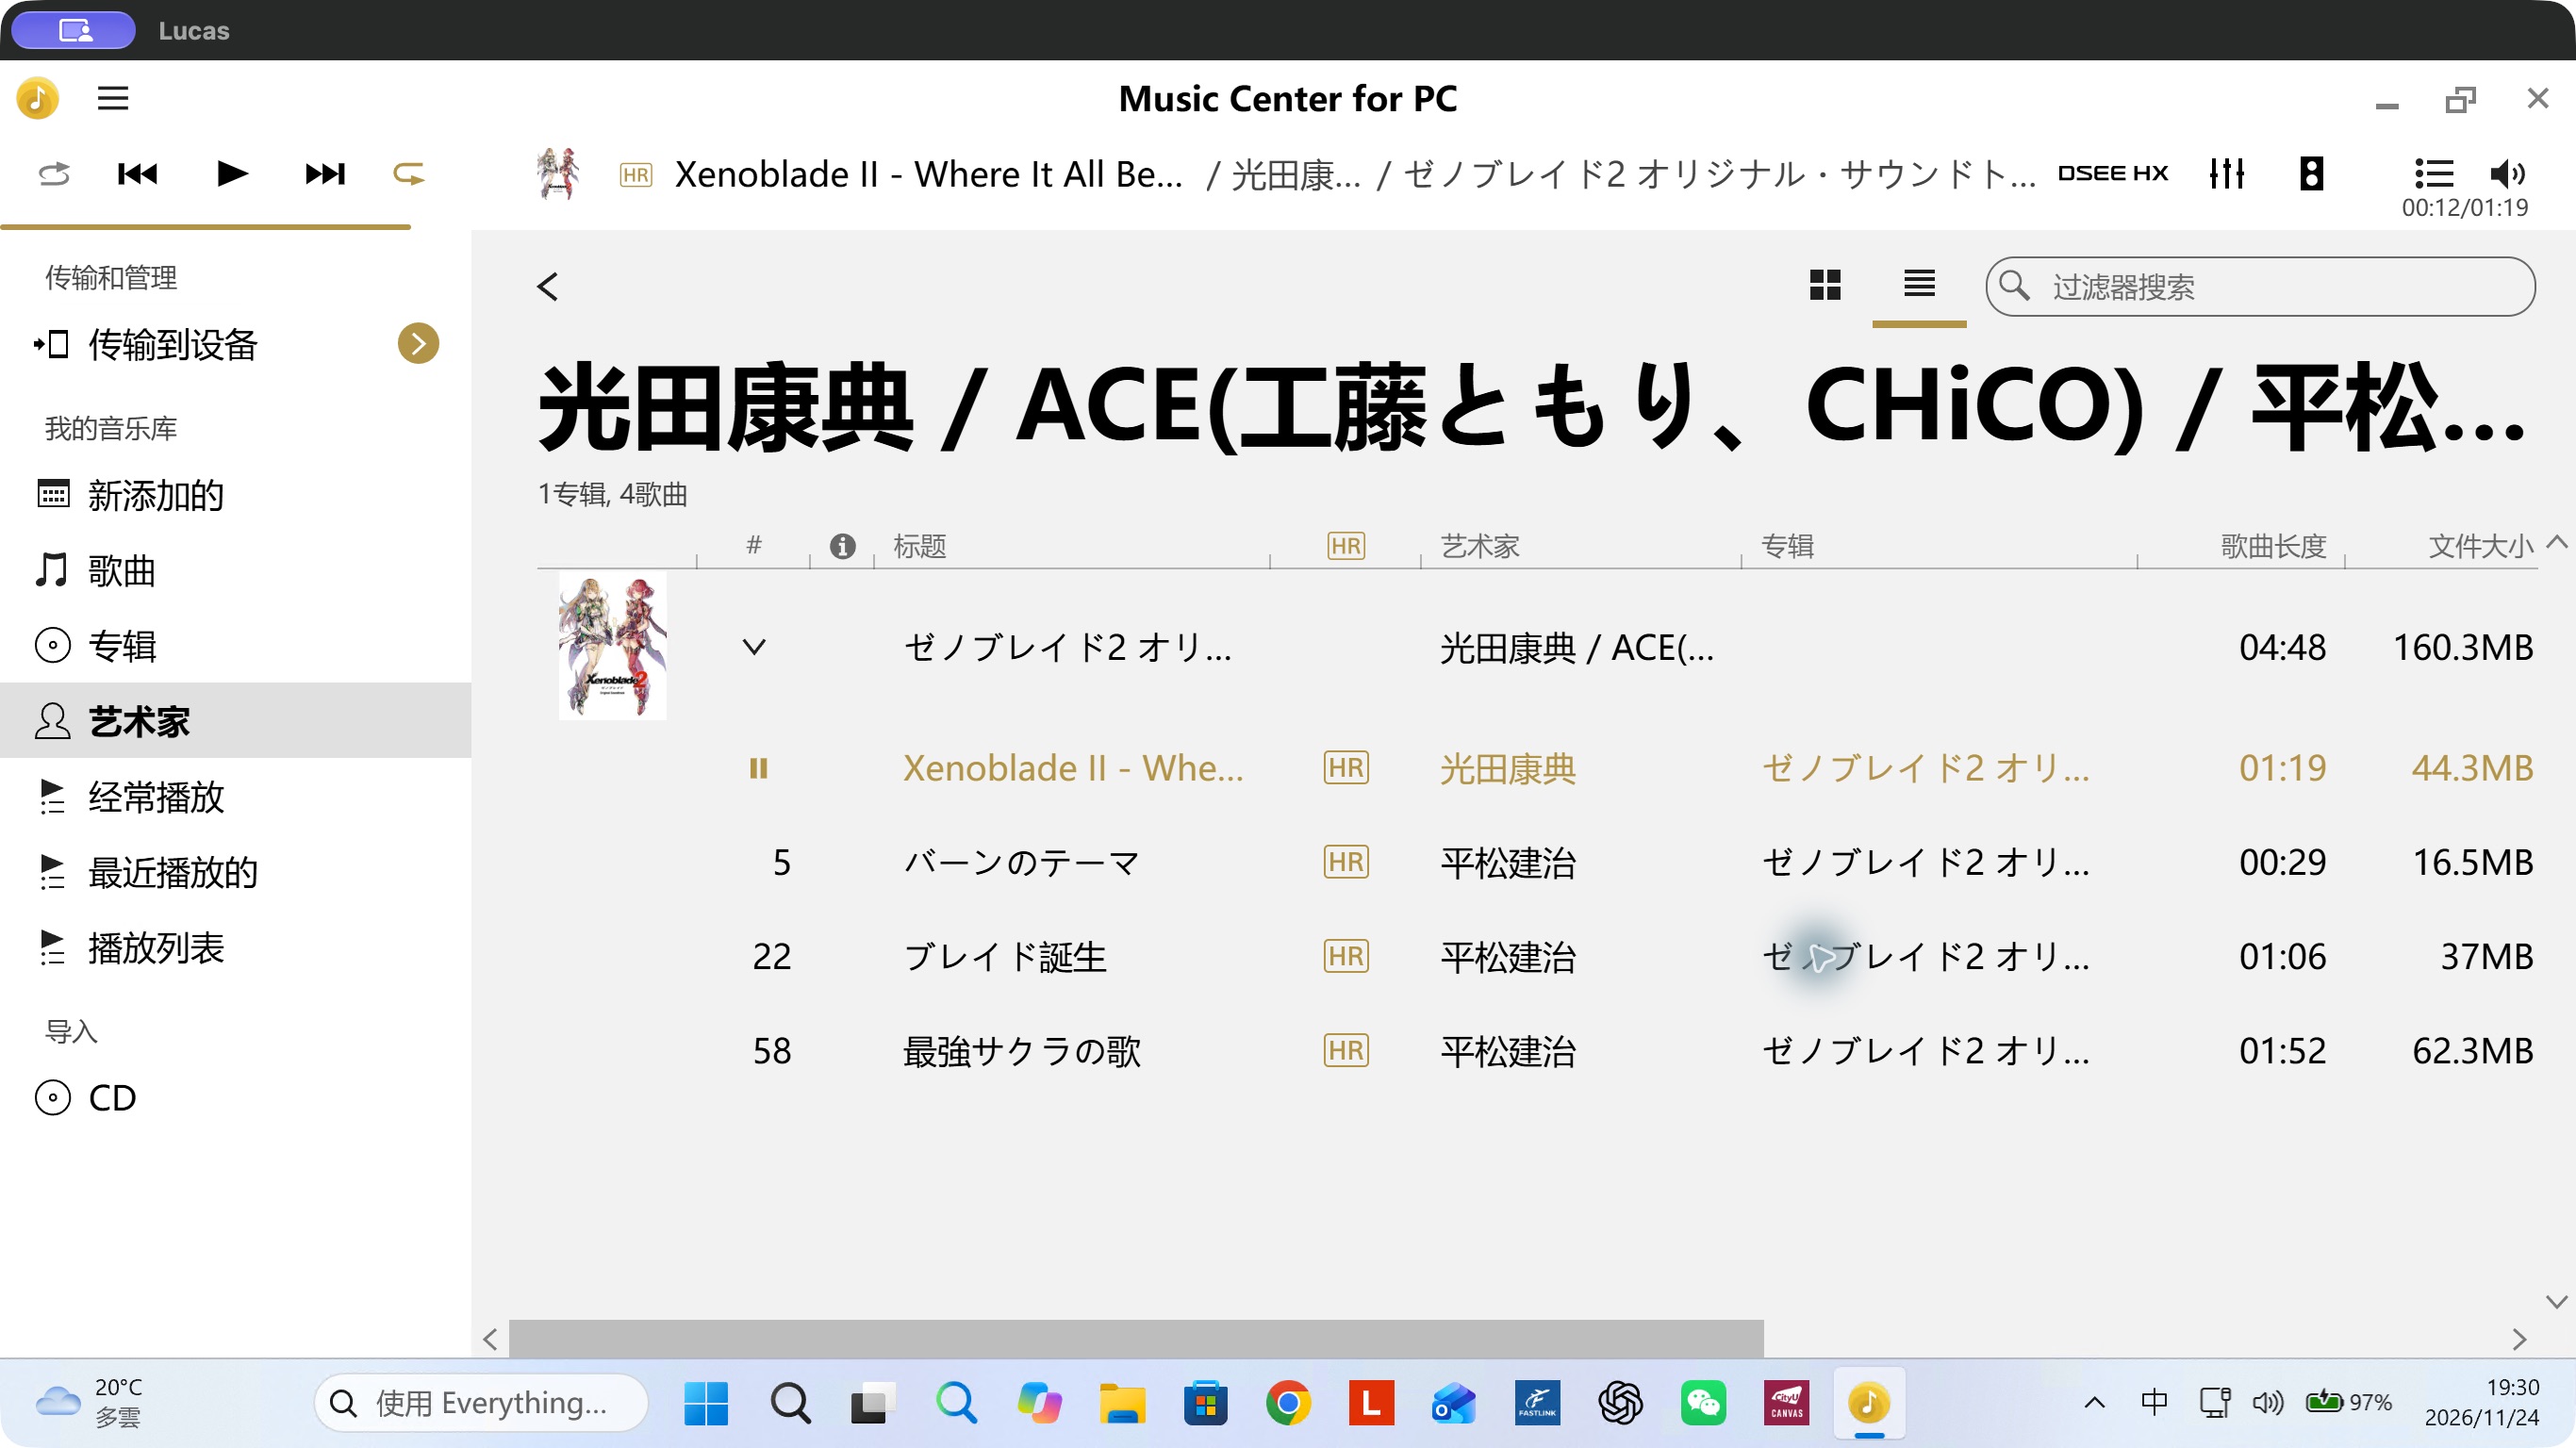 Lucas
Music Center for PC
HR Xenoblade II - Where It All Be... / 光田康... / ゼノブレイド2 オリジナル・サウンドト... DSEE HX
00:12/01:19
传输和管理
传输到设备
我的音乐库
新添加的
歌曲
专辑
艺术家
经常播放
最近播放的
播放列表
导入
CD
过滤器搜索
光田康典 / ACE(工藤ともり、CHiCO) / 平松...
1专辑, 4歌曲
# 标题 HR 艺术家 专辑 歌曲长度 文件大小
Xenoblade2
ゼノブレイド
Original Soundtrack
ゼノブレイド2 オリ... 光田康典 / ACE(... 04:48 160.3MB
Xenoblade II - Whe... HR 光田康典 ゼノブレイド2 オリ... 01:19 44.3MB
5 バーンのテーマ HR 平松建治 ゼノブレイド2 オリ... 00:29 16.5MB
22 ブレイド誕生 HR 平松建治 ゼノブレイド2 オリ... 01:06 37MB
58 最強サクラの歌 HR 平松建治 ゼノブレイド2 オリ... 01:52 62.3MB
20°C
多雲
使用 Everything...
L
FASTLINK
CityU
CANVAS
中
97%
19:30
2026/11/24